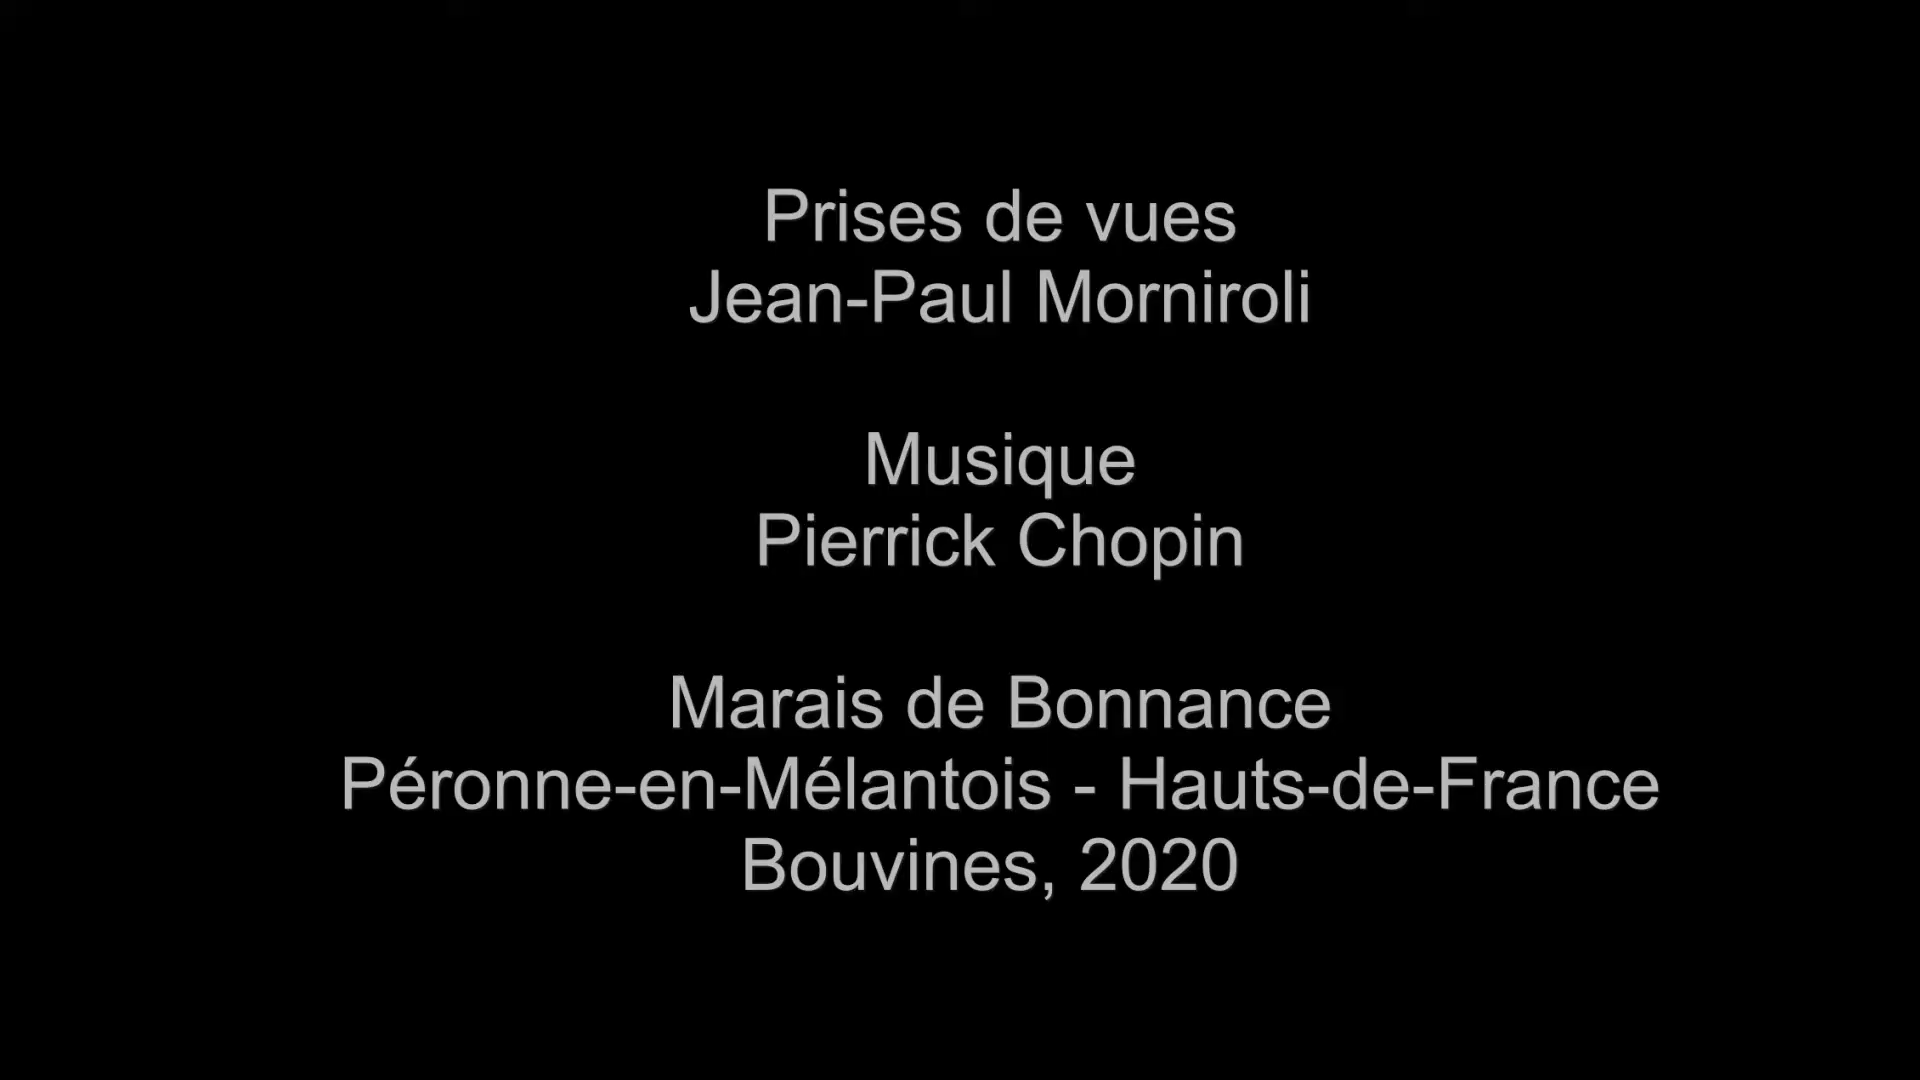 Prises de vues
Jean-Paul Morniroli
Musique
Pierrick Chopin
Marais de Bonnance
Péronne-en-Mélantois - Hauts-de-France
Bouvines, 2020